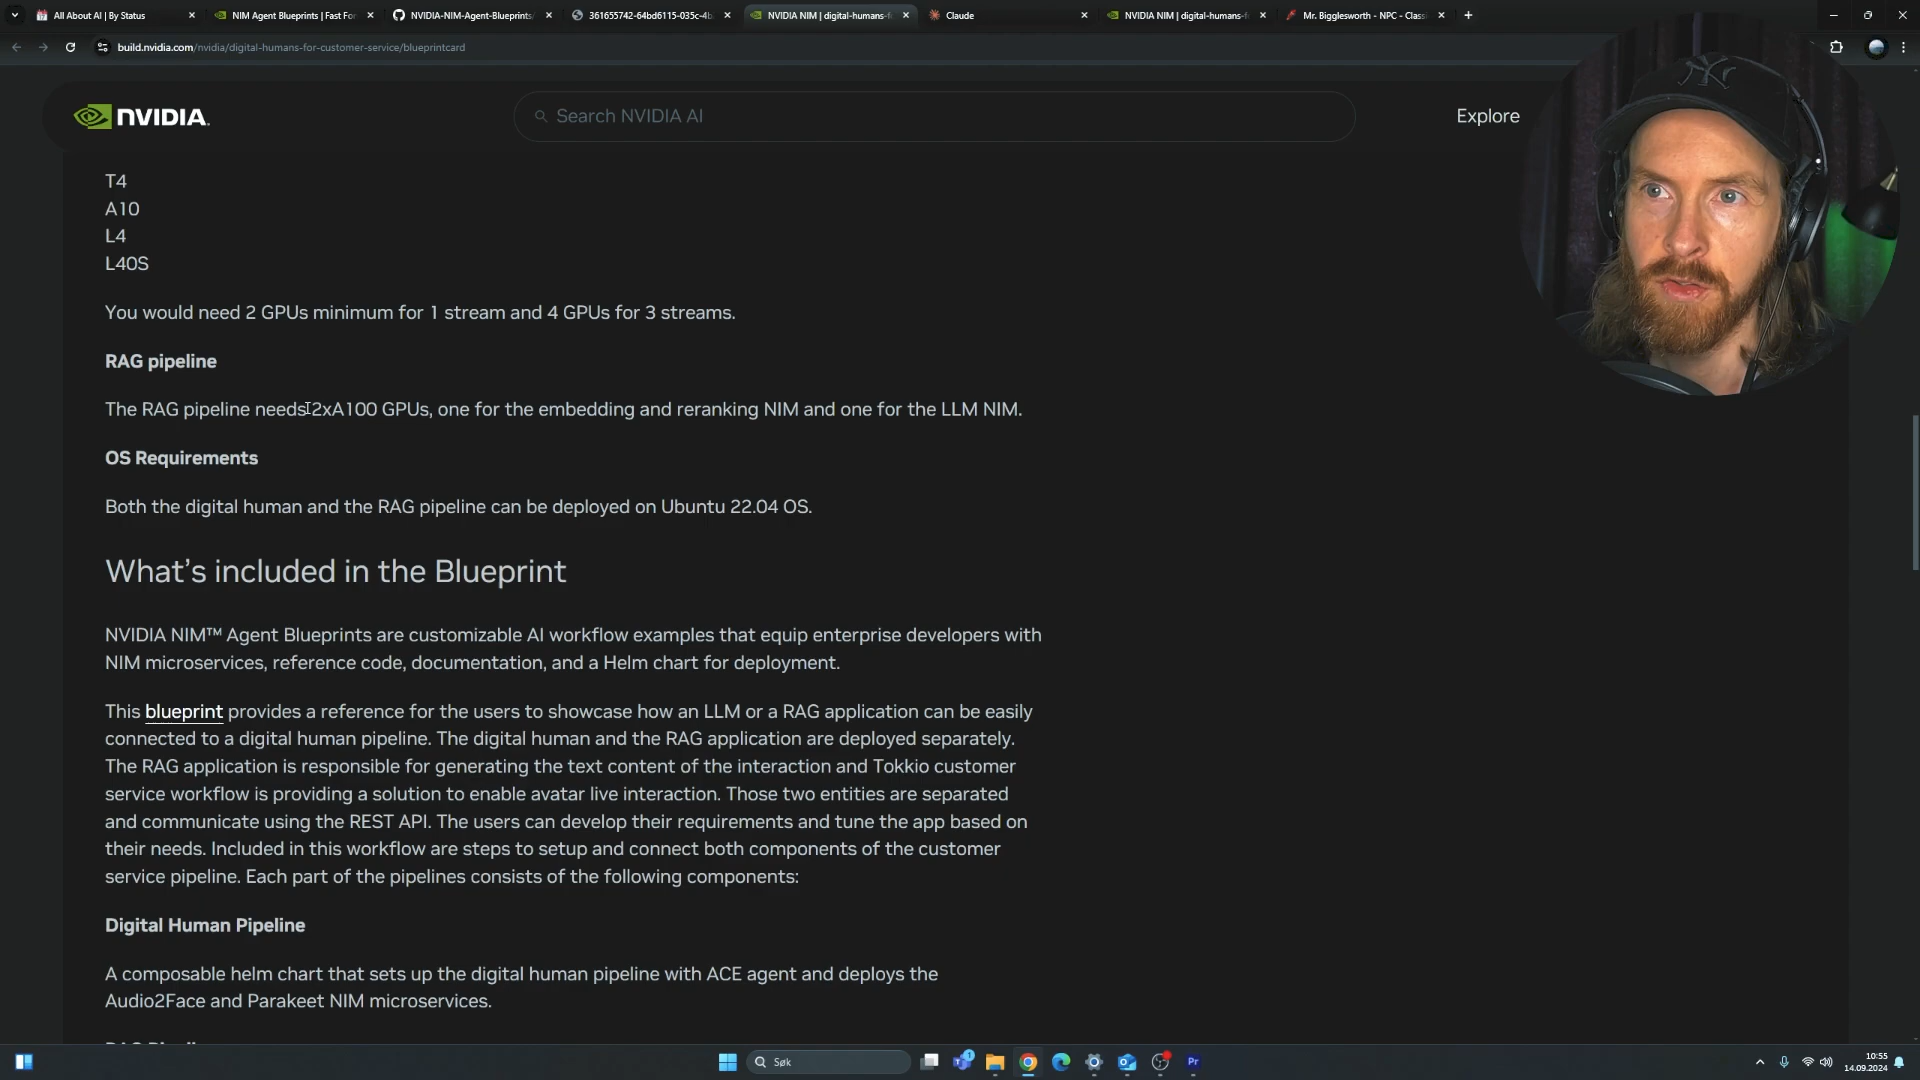 All About AI | By Status
NIM Agent Blueprints | Fast For
NVIDIA-NIM-Agent-Blueprints/
361655742-64bd6115-035c-4b
NVIDIA NIM | digital-humans-f
Claude
NVIDIA NIM | digital-humans-f
Mr. Bigglesworth - NPC - Class
build.nvidia.com/nvidia/digital-humans-for-customer-service/blueprintcard
NVIDIA.
Search NVIDIA AI
Explore
T4
A10
L4
L40S
You would need 2 GPUs minimum for 1 stream and 4 GPUs for 3 streams.
RAG pipeline
The RAG pipeline needs 2xA100 GPUs, one for the embedding and reranking NIM and one for the LLM NIM.
OS Requirements
Both the digital human and the RAG pipeline can be deployed on Ubuntu 22.04 OS.
What's included in the Blueprint
NVIDIA NIM™ Agent Blueprints are customizable AI workflow examples that equip enterprise developers with
NIM microservices, reference code, documentation, and a Helm chart for deployment.
This blueprint provides a reference for the users to showcase how an LLM or a RAG application can be easily
connected to a digital human pipeline. The digital human and the RAG application are deployed separately.
The RAG application is responsible for generating the text content of the interaction and Tokkio customer
service workflow is providing a solution to enable avatar live interaction. Those two entities are separated
and communicate using the REST API. The users can develop their requirements and tune the app based on
their needs. Included in this workflow are steps to setup and connect both components of the customer
service pipeline. Each part of the pipelines consists of the following components:
Digital Human Pipeline
A composable helm chart that sets up the digital human pipeline with ACE agent and deploys the
Audio2Face and Parakeet NIM microservices.
Søk
1
Pr
10:55
14.09.2024